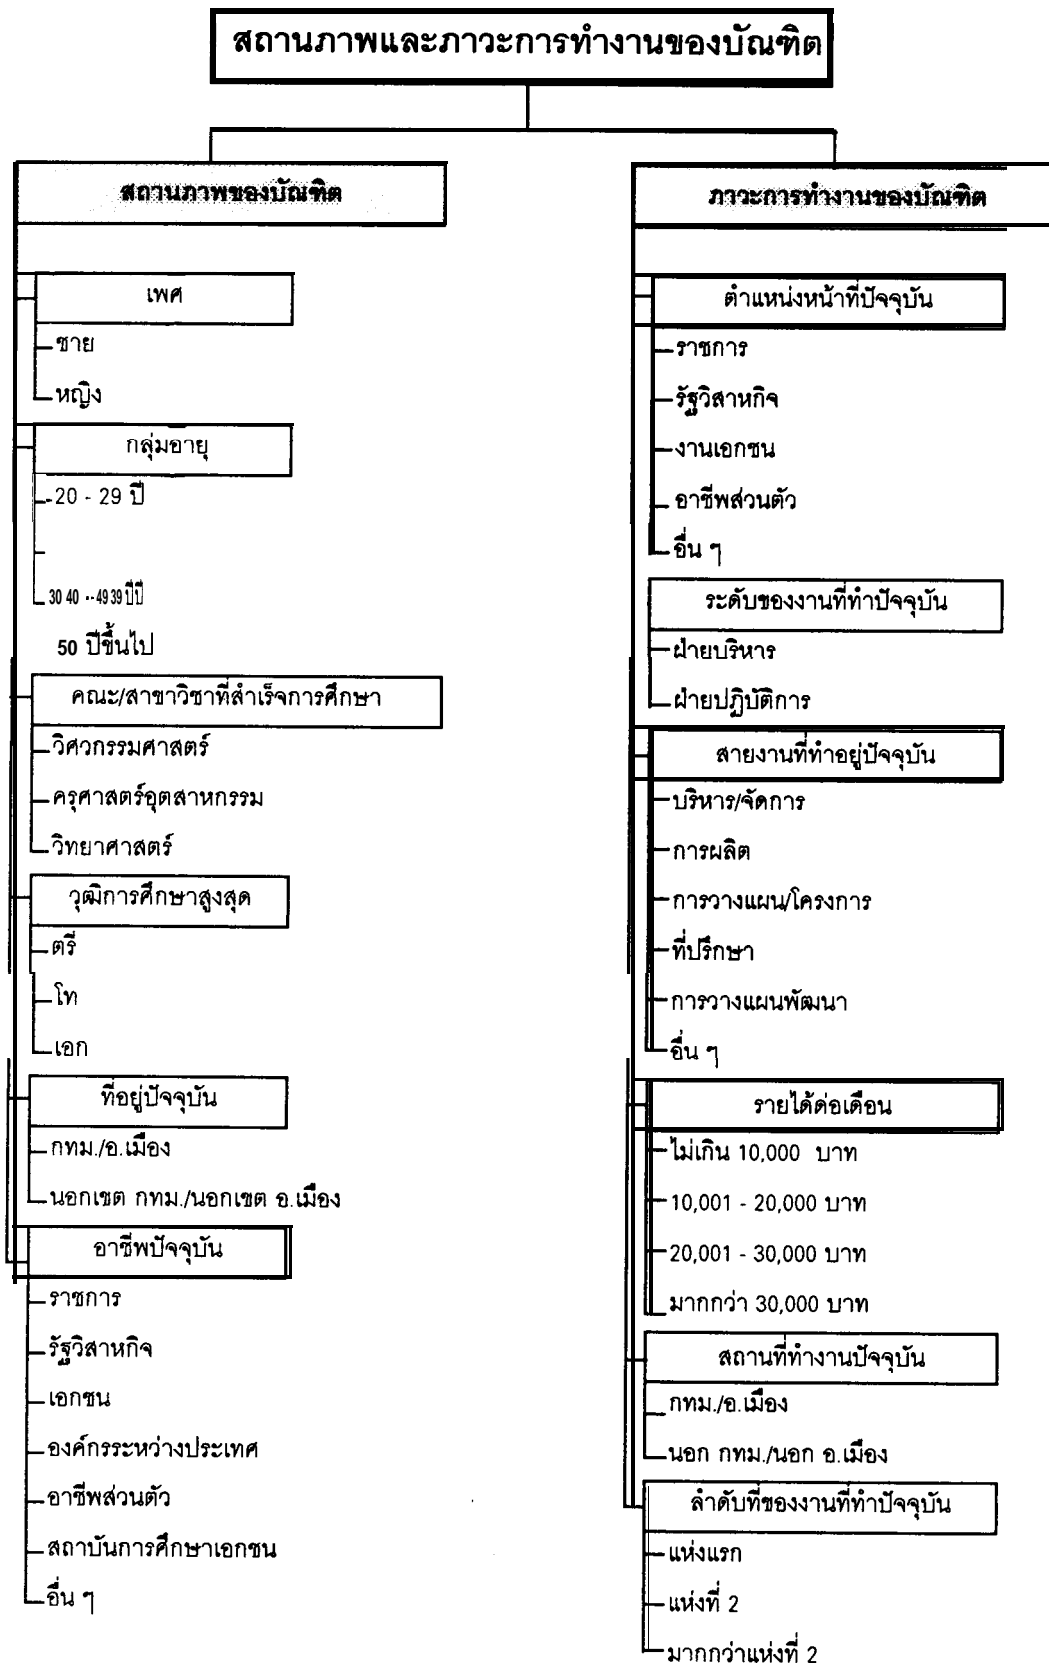 สถานภาพและภาวะการทำงานของบัณฑิต
สถานภาพของบัณฑิต
เพศ
ชาย
หญิง
กลุ่มอายุ
20 - 29 ปี
30 40 --49 39 ปีปี
50 ปีขึ้นไป
คณะ/สาขาวิชาที่สำเร็จการศึกษา
วิศวกรรมศาสตร์
ครุศาสตร์อุตสาหกรรม
วิทยาศาสตร์
วุฒิการศึกษาสูงสุด
ตรี
โท
เอก
ที่อยู่ปัจจุบัน
กทม./อ.เมือง
นอกเขต กทม./นอกเขต อ.เมือง
อาชีพปัจจุบัน
ราชการ
รัฐวิสาหกิจ
เอกชน
องค์กรระหว่างประเทศ
อาชีพส่วนตัว
สถาบันการศึกษาเอกชน
อื่น ๆ
ภาวะการทำงานของบัณฑิต
ตำแหน่งหน้าที่ปัจจุบัน
ราชการ
รัฐวิสาหกิจ
งานเอกชน
อาชีพส่วนตัว
อื่น ๆ
ระดับของงานที่ทำปัจจุบัน
ฝ่ายบริหาร
ฝ่ายปฏิบัติการ
สายงานที่ทำอยู่ปัจจุบัน
บริหาร/จัดการ
การผลิต
การวางแผน/โครงการ
ที่ปรึกษา
การวางแผนพัฒนา
อื่น ๆ
รายได้ต่อเดือน
ไม่เกิน 10,000 บาท
10,001 - 20,000 บาท
20,001 - 30,000 บาท
มากกว่า 30,000 บาท
สถานที่ทำงานปัจจุบัน
กทม./อ.เมือง
นอก กทม./นอก อ.เมือง
ลำดับที่ของงานที่ทำปัจจุบัน
แห่งแรก
แห่งที่ 2
มากกว่าแห่งที่ 2